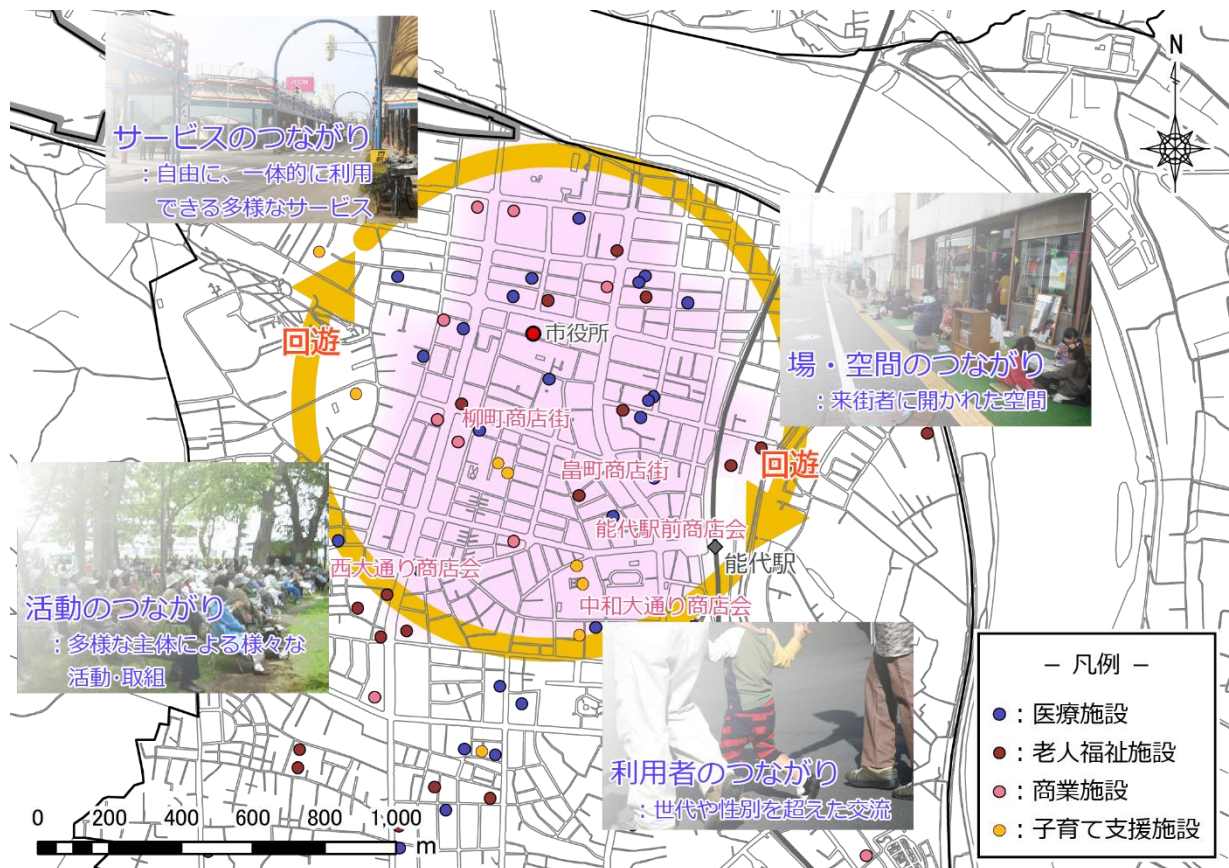 サービスのつながり
：自由に、一体的に利用
できる多様なサービス
N
回遊
市役所
場・空間のつながり
：来街者に開かれた空間
柳町商店街
畠町商店街
回遊
能代駅前商店会
能代駅
西大通り商店会
中和大通り商店会
活動のつながり
：多様な主体による様々な
活動・取組
利用者のつながり
：世代や性別を超えた交流
0 200 400 600 800 1,000
m
− 凡例 −
：医療施設
：老人福祉施設
：商業施設
：子育て支援施設